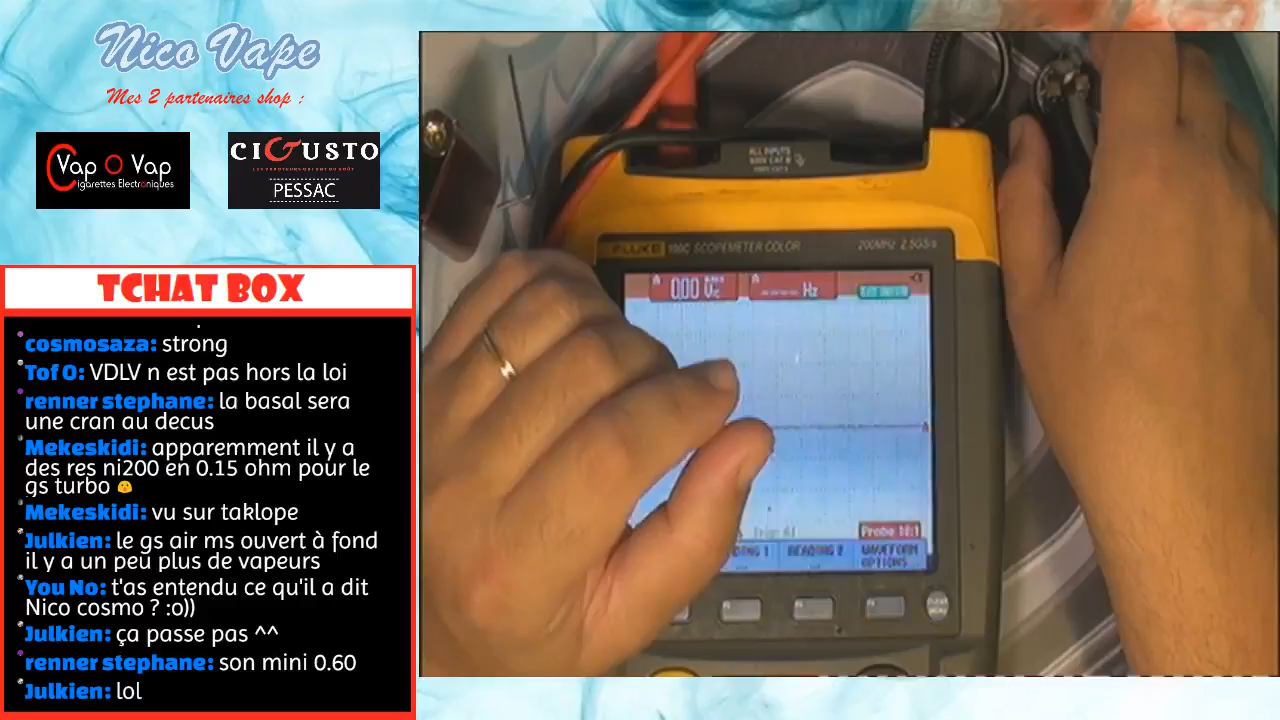 Nico Vape
Mes 2 partenaires shop :
Vap O Vap
Cigarettes Electroniques
CIGUSTO
PESSAC
TCHAT BOX
cosmosaza: strong
Tof O: VDLV n est pas hors la loi
renner stephane: la basal sera
une cran au decus
Mekeskidi: apparemment il y a
des res ni200 en 0.15 ohm pour le
gs turbo
Mekeskidi: vu sur taklope
Julkien: le gs air ms ouvert à fond
il y a un peu plus de vapeurs
You No: t'as entendu ce qu'il a dit
Nico cosmo ? :o))
Julkien: ça passe pas ^^
renner stephane: son mini 0.60
Julkien: lol
ALL INPUTS
FLUKE 199C SCOPEMETER COLOR
200MHz 2.5GS/s
A 0.00 V
A Hz
Probe 10:1
READING 2
WAVEFORM
OPTIONS